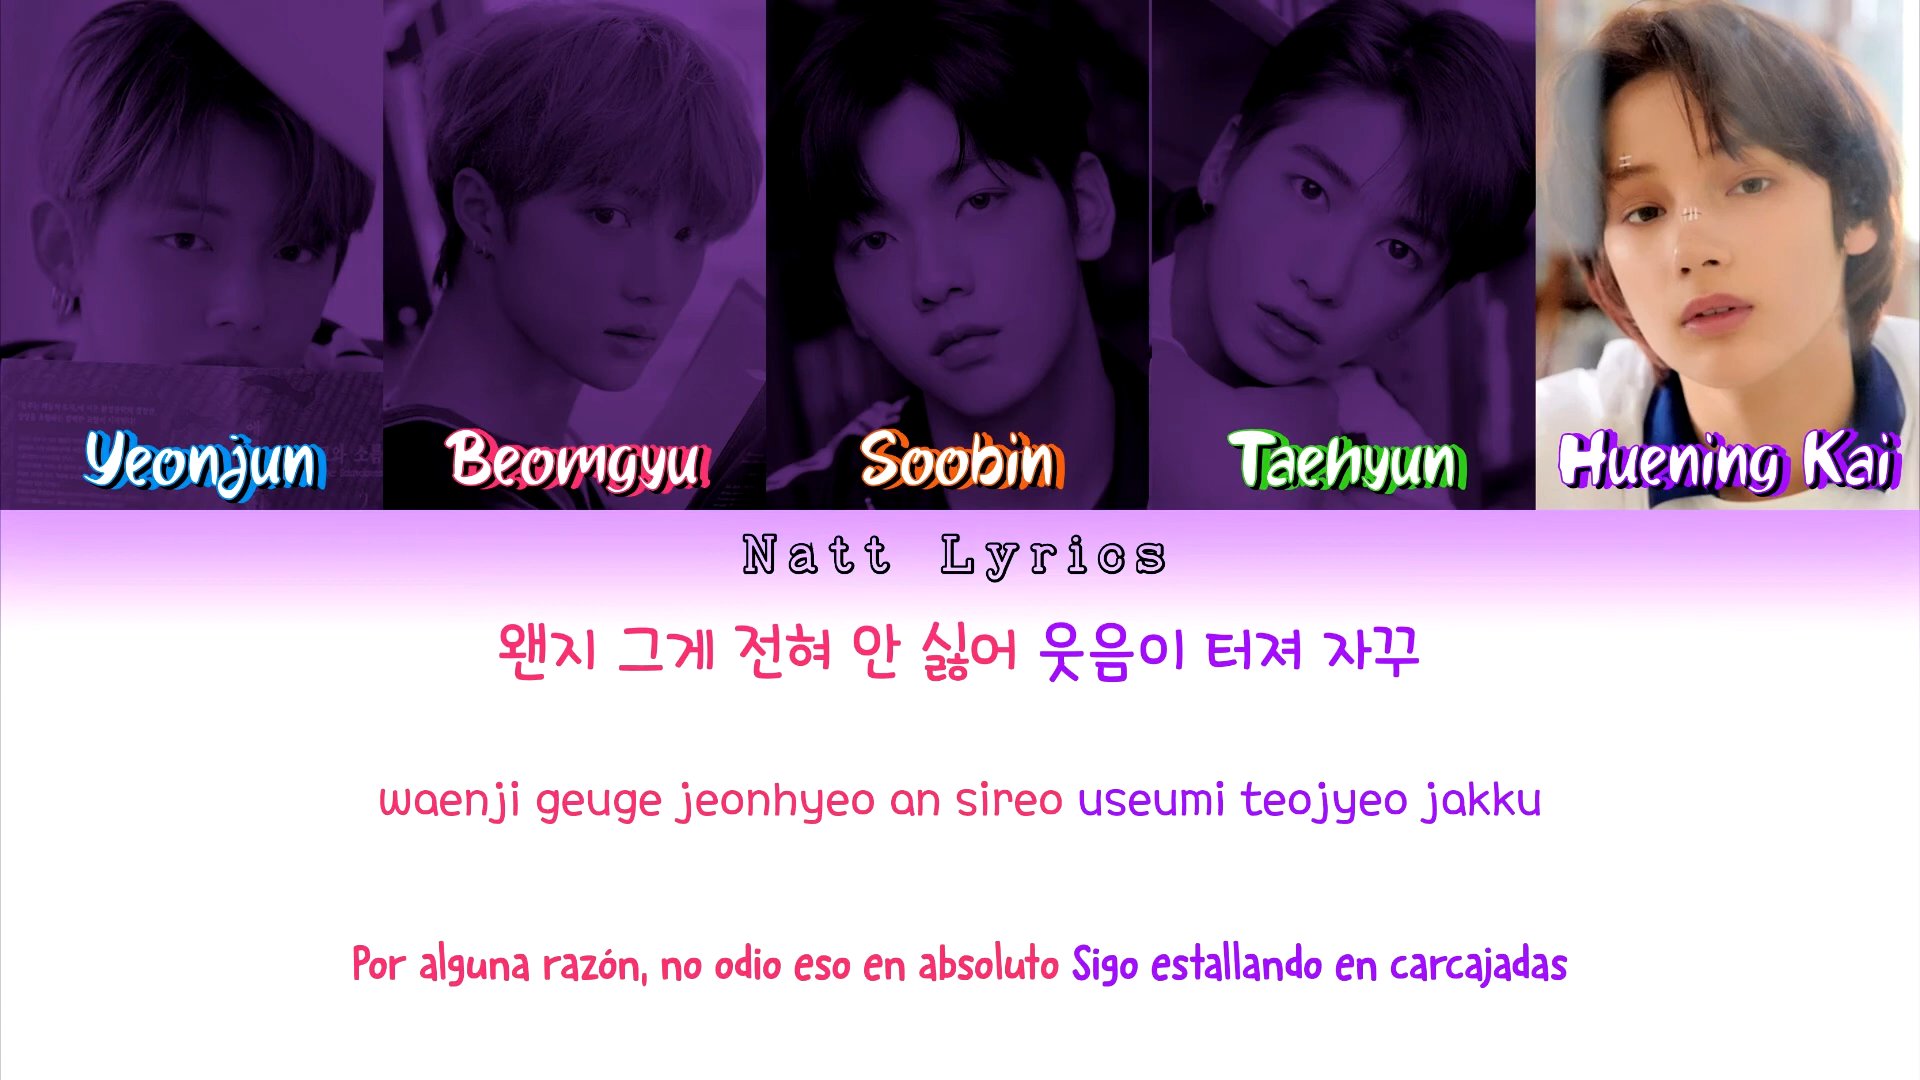 Yeonjun Beomgyu Soobin Taehyun Huening Kai
Natt Lyrics
왠지 그게 전혀 안 싫어 웃음이 터져 자꾸
waenji geuge jeonhyeo an sireo useumi teojyeo jakku
Por alguna razón, no odio eso en absoluto Sigo estallando en carcajadas